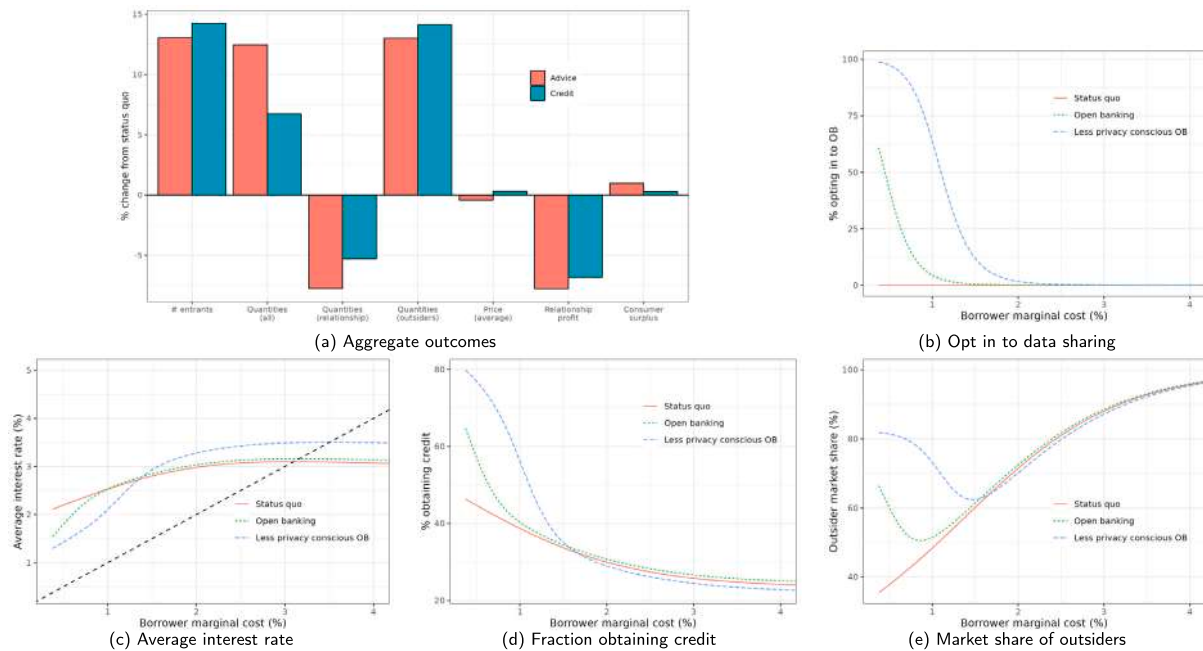 15
10
5
0
-5
% change from status quo
Advice
Credit
# entrants
Quantities
(all)
Quantities
(relationship)
Quantities
(outsiders)
Price
(average)
Relationship
profit
Consumer
surplus
(a) Aggregate outcomes
100
75
50
25
0
% opting in to OB
Status quo
Open banking
Less privacy conscious OB
1
2
3
4
Borrower marginal cost (%)
(b) Opt in to data sharing
5
4
3
2
1
Average interest rate (%)
Status quo
Open banking
Less privacy conscious OB
1
2
3
4
Borrower marginal cost (%)
(c) Average interest rate
80
60
40
20
% obtaining credit
Status quo
Open banking
Less privacy conscious OB
1
2
3
4
Borrower marginal cost (%)
(d) Fraction obtaining credit
100
80
60
40
Outsider market share (%)
Status quo
Open banking
Less privacy conscious OB
1
2
3
4
Borrower marginal cost (%)
(e) Market share of outsiders